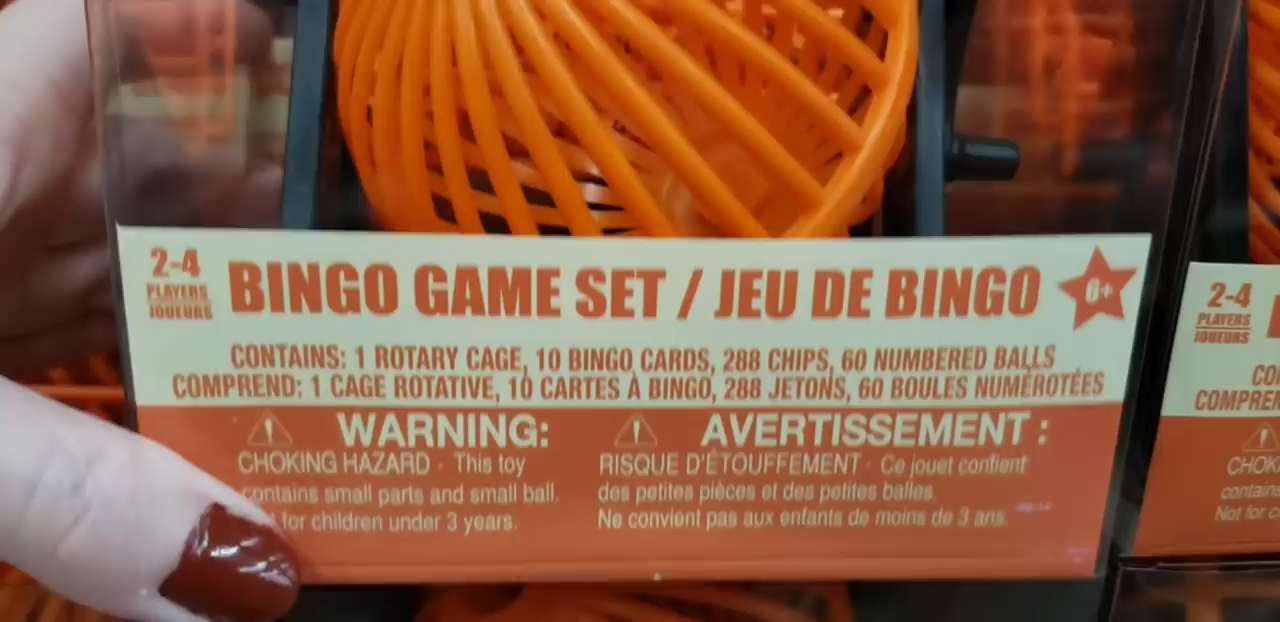 2-4
PLAYERS
JOUEURS
BINGO GAME SET / JEU DE BINGO
6+
CONTAINS: 1 ROTARY CAGE, 10 BINGO CARDS, 288 CHIPS, 60 NUMBERED BALLS
COMPREND: 1 CAGE ROTATIVE, 10 CARTES À BINGO, 288 JETONS, 60 BOULES NUMÉROTÉES
WARNING:
CHOKING HAZARD - This toy
contains small parts and small ball.
for children under 3 years.
AVERTISSEMENT :
RISQUE D'ÉTOUFFEMENT - Ce jouet contient
des petites pièces et des petites balles.
Ne convient pas aux enfants de moins de 3 ans.
2-4
PLAYERS
JOUEURS
CO
COMPREN
CHOK
contains
Not for c